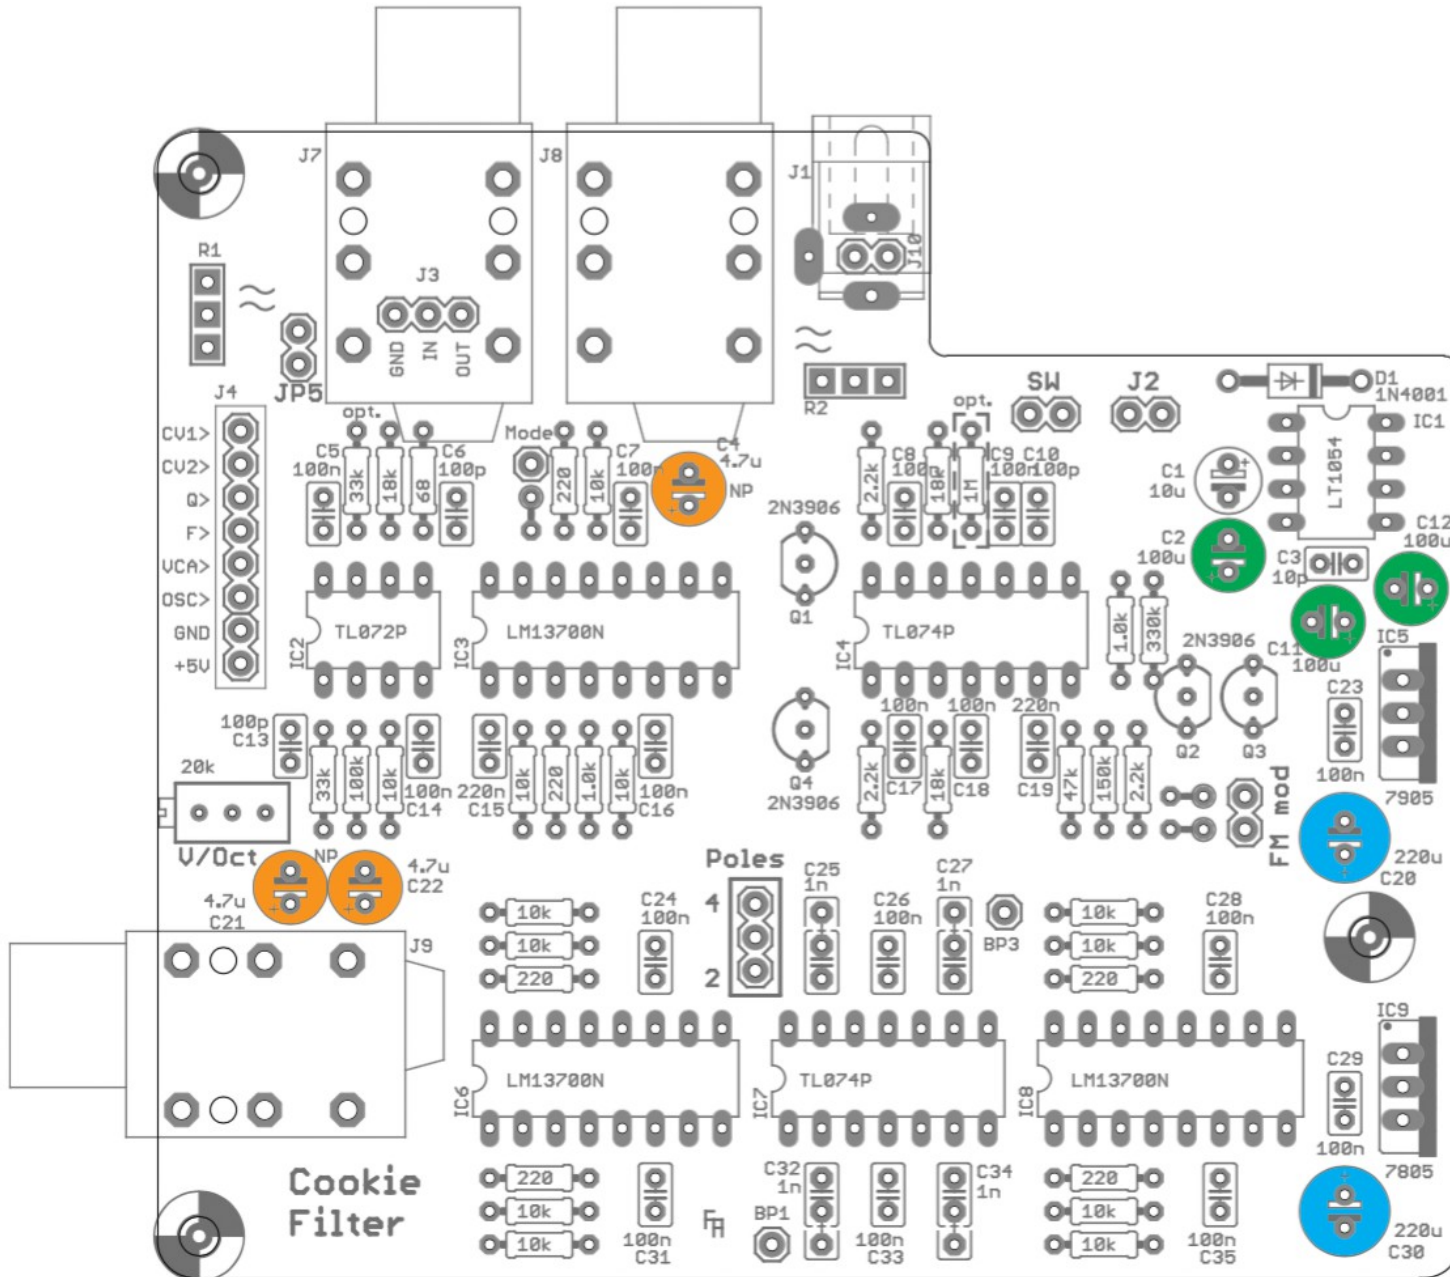 J7
J8
J1
J10
R1
J3
GND
IN
OUT
JP5
R2
SW
J2
D1
1N4001
IC1
LT1054
J4
CV1>
CV2>
Q>
F>
VCA>
OSC>
GND
+5V
opt.
C5
100n
33k
18k
68
C6
100p
Mode
220
10k
C7
100n
C4
4.7u
NP
+
2.2k
C8
100n
18k
opt.
1M
C9
100n
C10
100p
C1
10u
+
C2
100u
+
C3
10p
C12
100u
+
C11
100u
+
2N3906
Q1
IC2
TL072P
IC3
LM13700N
IC4
TL074P
1.0k
330k
2N3906
Q2
Q3
IC5
C23
100n
7905
100p
C13
33k
100k
10k
100n
C14
220n
C15
10k
220
1.0k
10k
100n
C16
Q4
2N3906
100n
100n
220n
2.2k
C17
18k
C18
C19
47k
150k
2.2k
FM mod
20k
V/Oct
NP
4.7u
C22
+
+
4.7u
C21
220u
C20
+
Poles
4
2
C25
1n
C26
100n
C27
1n
BP3
C24
100n
10k
10k
220
10k
10k
220
C28
100n
J9
IC6
LM13700N
IC7
TL074P
IC8
LM13700N
IC9
C29
100n
7805
Cookie
Filter
220
10k
10k
100n
C31
FA
BP1
C32
1n
100n
C33
C34
1n
220
10k
10k
100n
C35
+
220u
C30